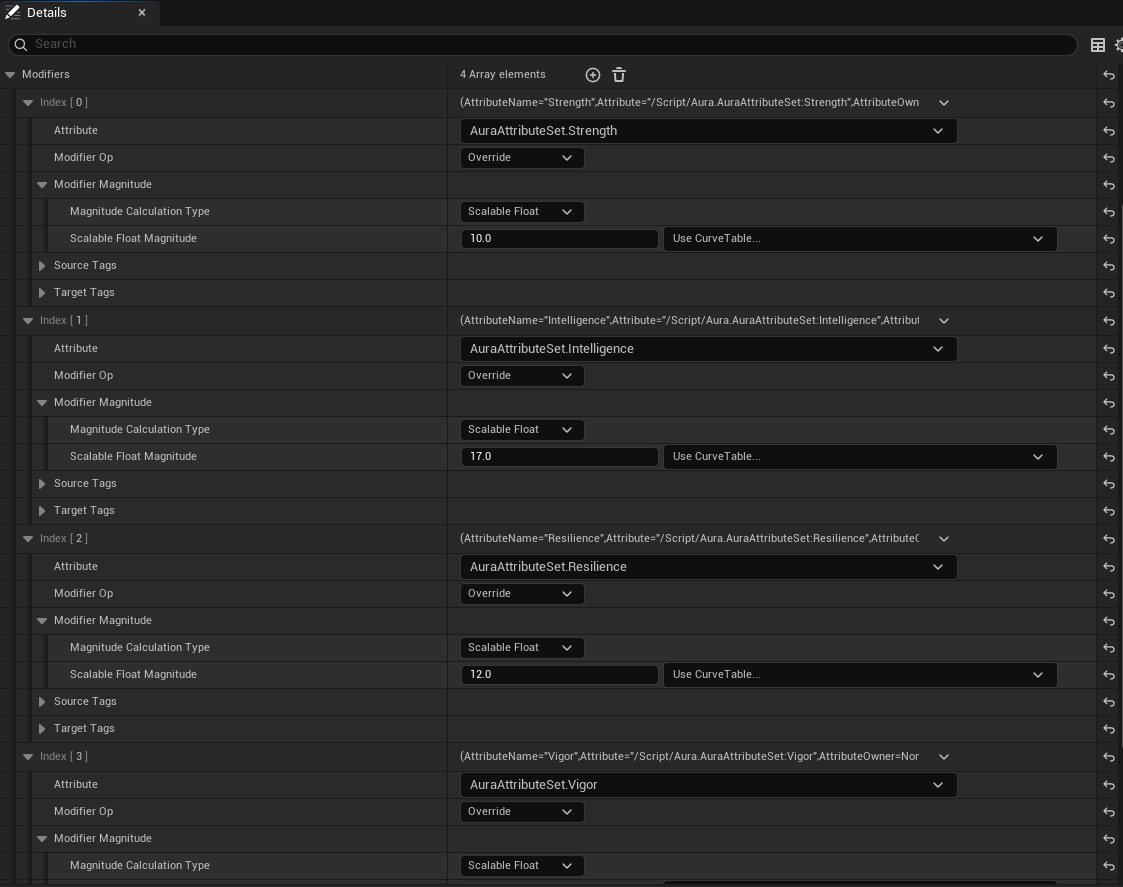 Details
Search
Modifiers 4 Array elements
Index [ 0 ] (AttributeName="Strength",Attribute="/Script/Aura.AuraAttributeSet:Strength",AttributeOwn
Attribute AuraAttributeSet.Strength
Modifier Op Override
Modifier Magnitude
Magnitude Calculation Type Scalable Float
Scalable Float Magnitude 10.0 Use CurveTable...
Source Tags
Target Tags
Index [ 1 ] (AttributeName="Intelligence",Attribute="/Script/Aura.AuraAttributeSet:Intelligence",Attribut
Attribute AuraAttributeSet.Intelligence
Modifier Op Override
Modifier Magnitude
Magnitude Calculation Type Scalable Float
Scalable Float Magnitude 17.0 Use CurveTable...
Source Tags
Target Tags
Index [ 2 ] (AttributeName="Resilience",Attribute="/Script/Aura.AuraAttributeSet:Resilience",Attribute
Attribute AuraAttributeSet.Resilience
Modifier Op Override
Modifier Magnitude
Magnitude Calculation Type Scalable Float
Scalable Float Magnitude 12.0 Use CurveTable...
Source Tags
Target Tags
Index [ 3 ] (AttributeName="Vigor",Attribute="/Script/Aura.AuraAttributeSet:Vigor",AttributeOwner=Nor
Attribute AuraAttributeSet.Vigor
Modifier Op Override
Modifier Magnitude
Magnitude Calculation Type Scalable Float